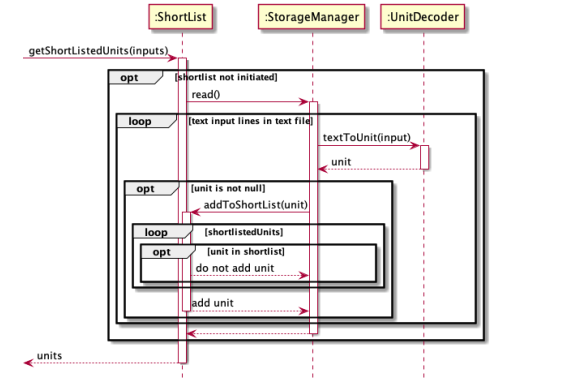 :ShortList :StorageManager :UnitDecoder
getShortListedUnits(inputs)
opt [shortlist not initiated]
read()
loop [text input lines in text file]
textToUnit(input)
unit
opt [unit is not null]
addToShortList(unit)
loop [shortlistedUnits]
opt [unit in shortlist]
do not add unit
add unit
units